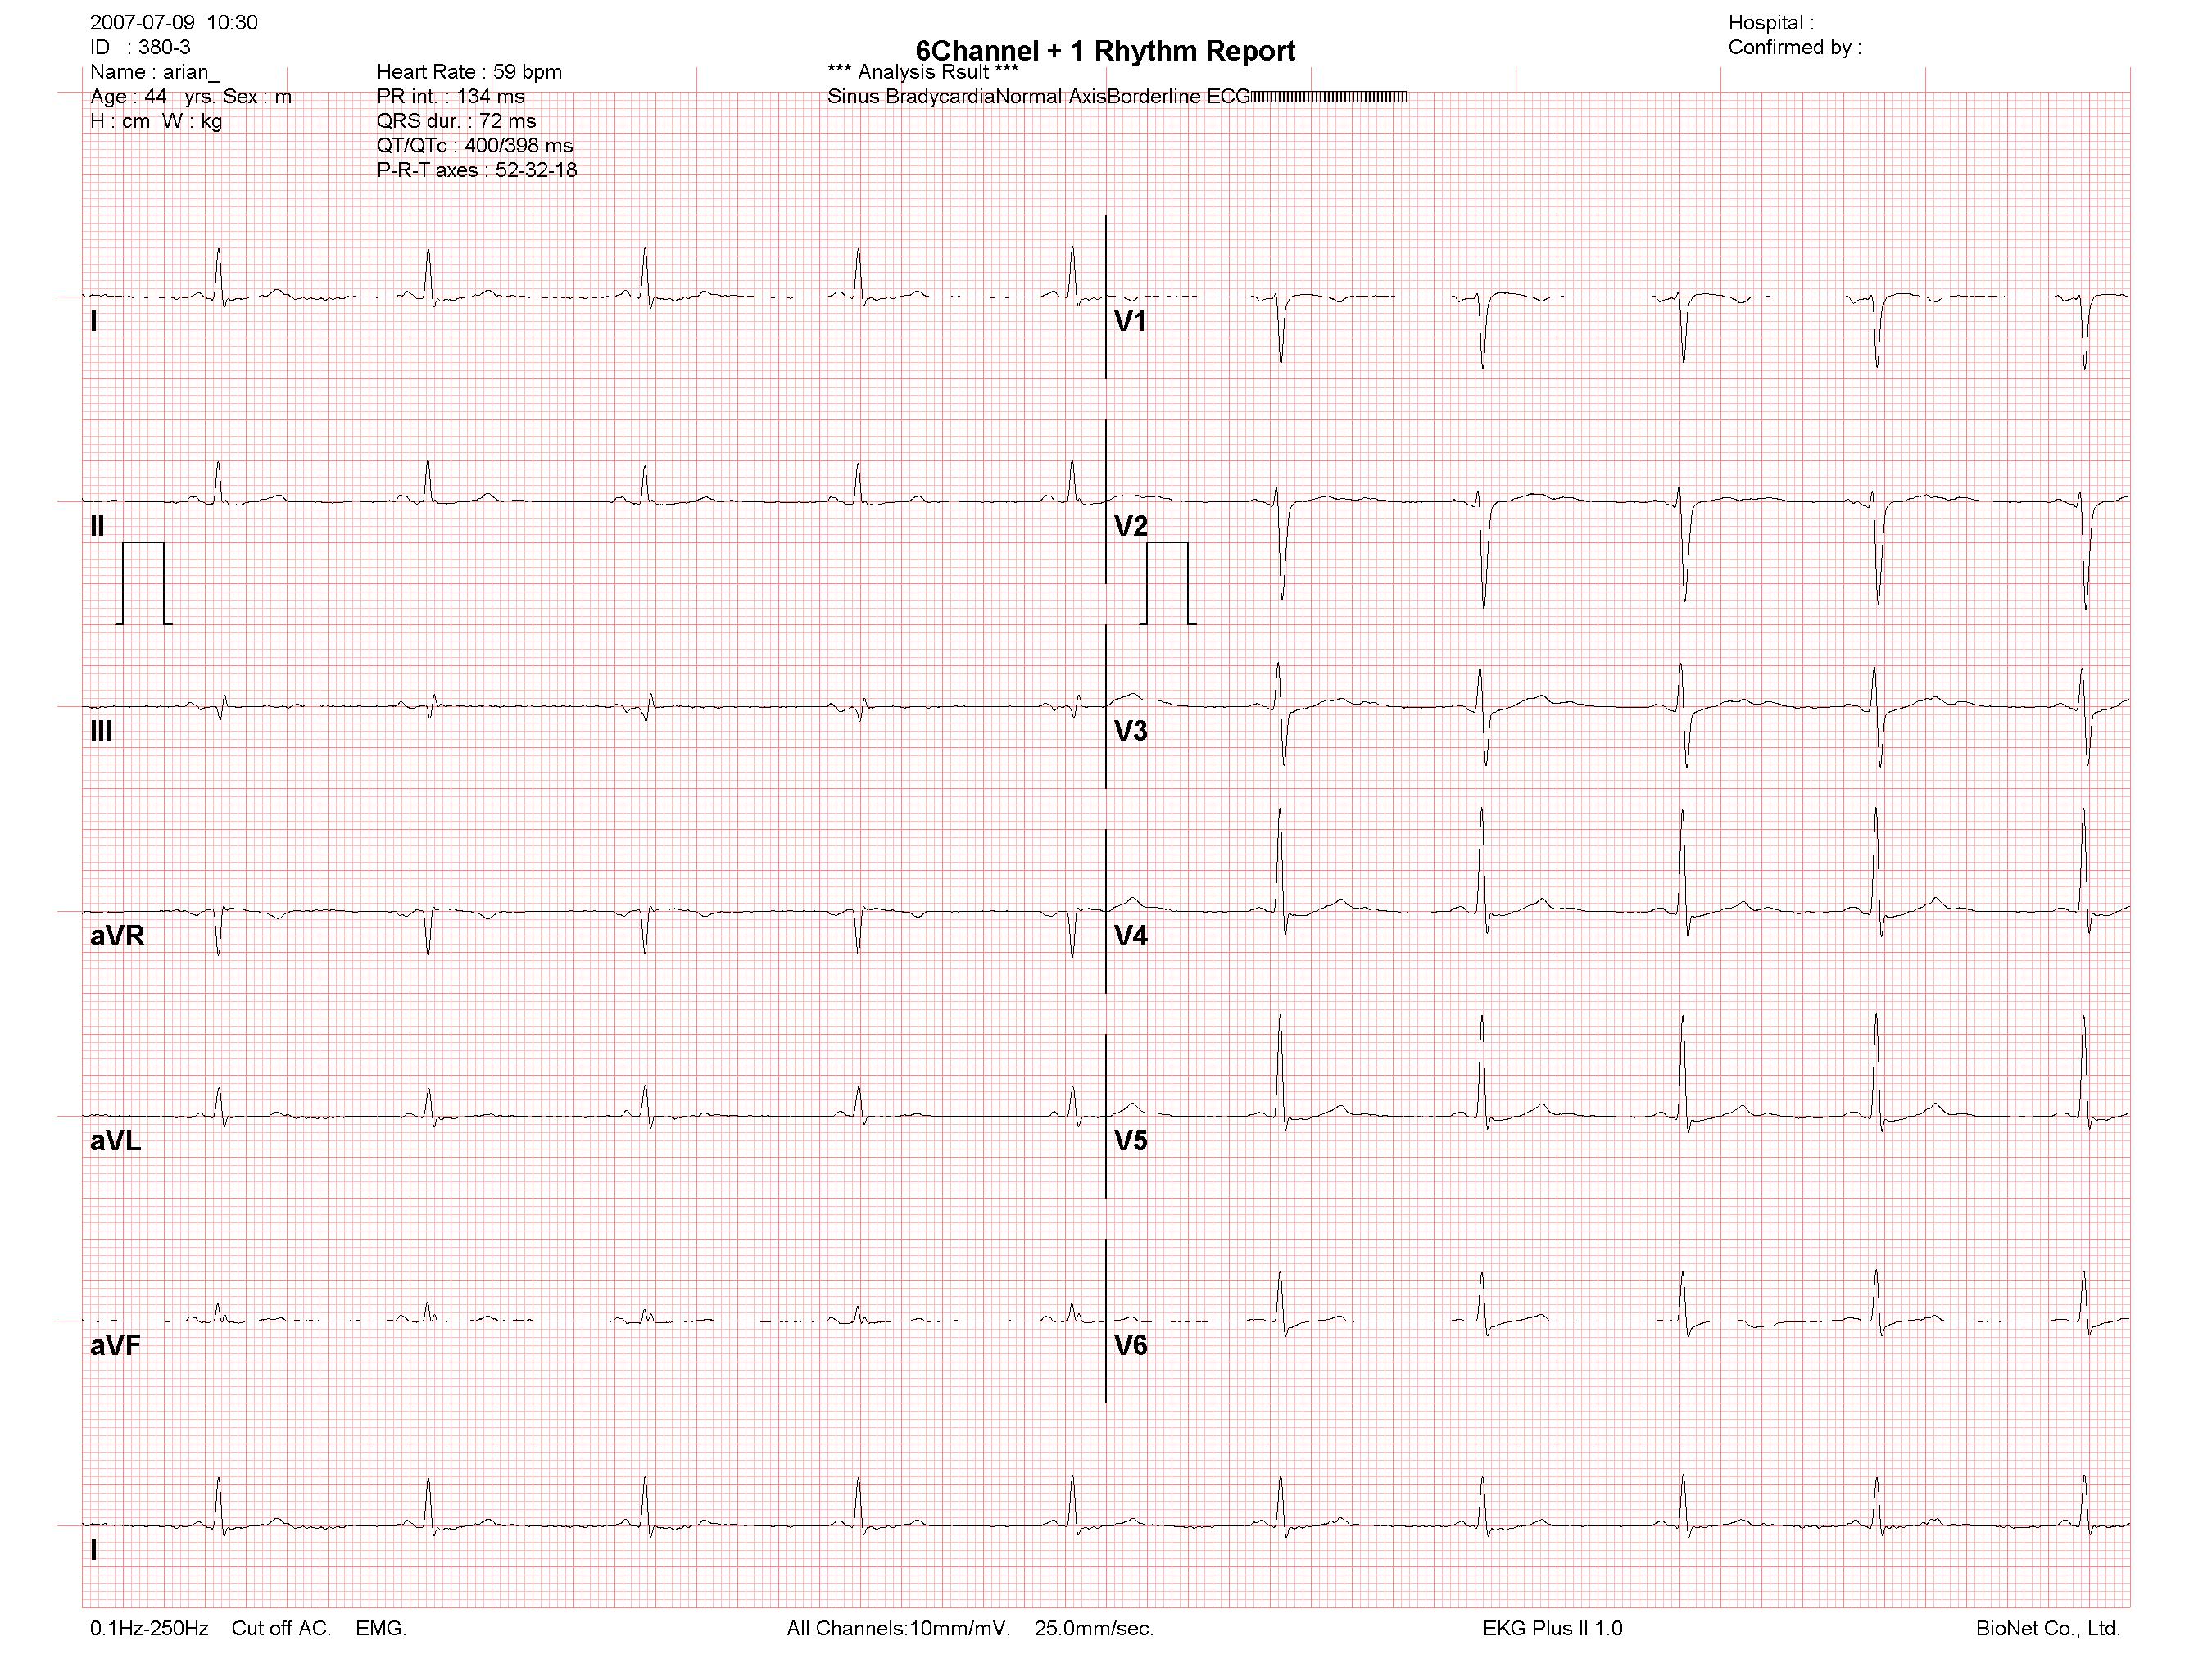 2007-07-09 10:30
ID : 380-3
Name : arian_
Age : 44 yrs. Sex : m
H : cm W : kg
Heart Rate : 59 bpm
PR int. : 134 ms
QRS dur. : 72 ms
QT/QTc : 400/398 ms
P-R-T axes : 52-32-18
6Channel + 1 Rhythm Report
*** Analysis Rsult ***
Sinus BradycardiaNormal AxisBorderline ECG
Hospital :
Confirmed by :
I
V1
II
V2
III
V3
aVR
V4
aVL
V5
aVF
V6
I
0.1Hz-250Hz Cut off AC. EMG. All Channels:10mm/mV. 25.0mm/sec. EKG Plus II 1.0 BioNet Co., Ltd.